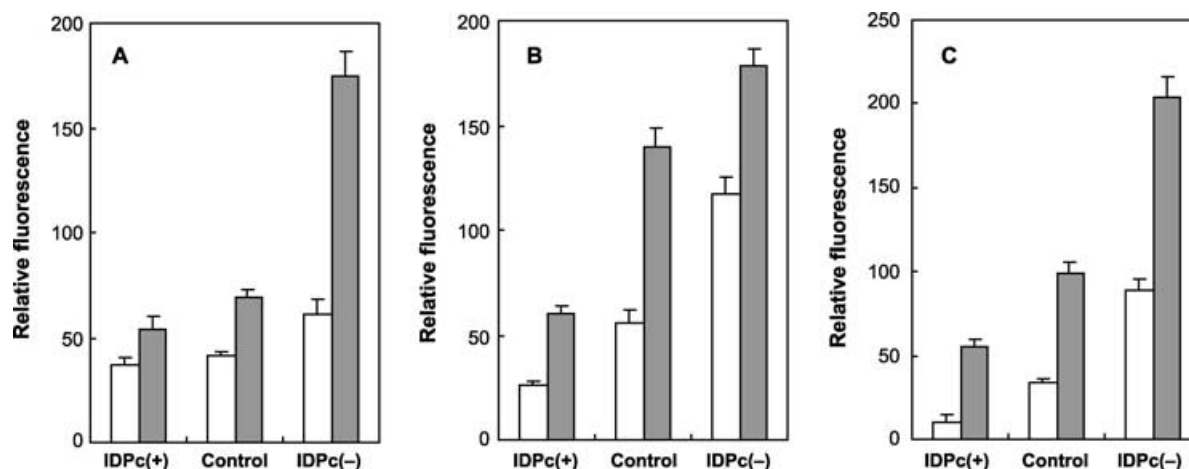 A
Relative fluorescence
200
150
100
50
0
IDPc(+) Control IDPc(–)
B
Relative fluorescence
200
150
100
50
0
IDPc(+) Control IDPc(–)
C
Relative fluorescence
250
200
150
100
50
0
IDPc(+) Control IDPc(–)